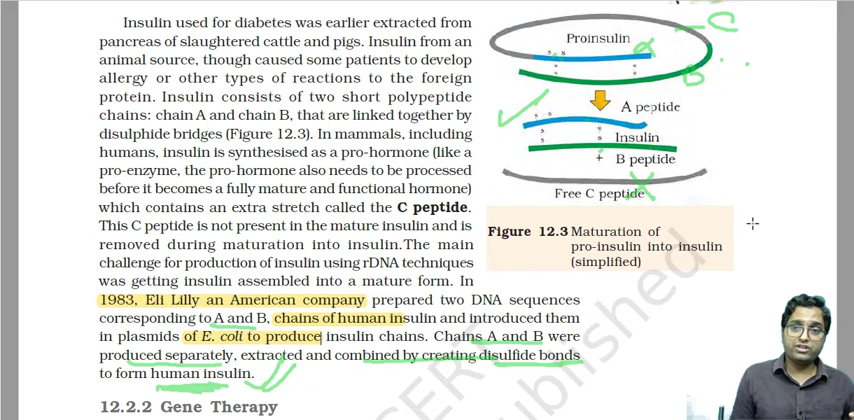 Insulin used for diabetes was earlier extracted from
pancreas of slaughtered cattle and pigs. Insulin from an
animal source, though caused some patients to develop
allergy or other types of reactions to the foreign
protein. Insulin consists of two short polypeptide
chains: chain A and chain B, that are linked together by
disulphide bridges (Figure 12.3). In mammals, including
humans, insulin is synthesised as a pro-hormone (like a
pro-enzyme, the pro-hormone also needs to be processed
before it becomes a fully mature and functional hormone)
which contains an extra stretch called the C peptide.
This C peptide is not present in the mature insulin and is
removed during maturation into insulin.The main
challenge for production of insulin using rDNA techniques
was getting insulin assembled into a mature form. In
1983, Eli Lilly an American company prepared two DNA sequences
corresponding to A and B, chains of human insulin and introduced them
in plasmids of E. coli to produce insulin chains. Chains A and B were
produced separately, extracted and combined by creating disulfide bonds
to form human insulin.
12.2.2 Gene Therapy
C
Proinsulin
s s
α
s
B
A peptide
s s
s
Insulin
+ B peptide
Free C peptide
Figure 12.3 Maturation of
pro-insulin into insulin
(simplified)
published